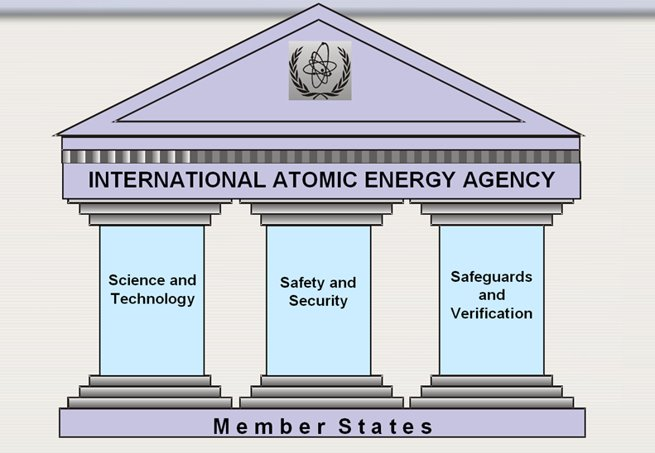 INTERNATIONAL ATOMIC ENERGY AGENCY
Science and
Technology
Safety and
Security
Safeguards
and
Verification
Member States